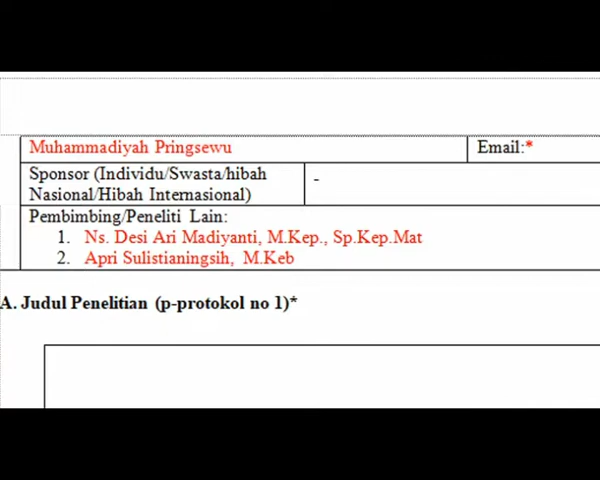 Muhammadiyah Pringsewu Email:*
Sponsor (Individu/Swasta/hibah -
Nasional/Hibah Internasional)
Pembimbing/Peneliti Lain:
1. Ns. Desi Ari Madiyanti, M.Kep., Sp.Kep.Mat
2. Apri Sulistianingsih, M.Keb
A. Judul Penelitian (p-protokol no 1)*